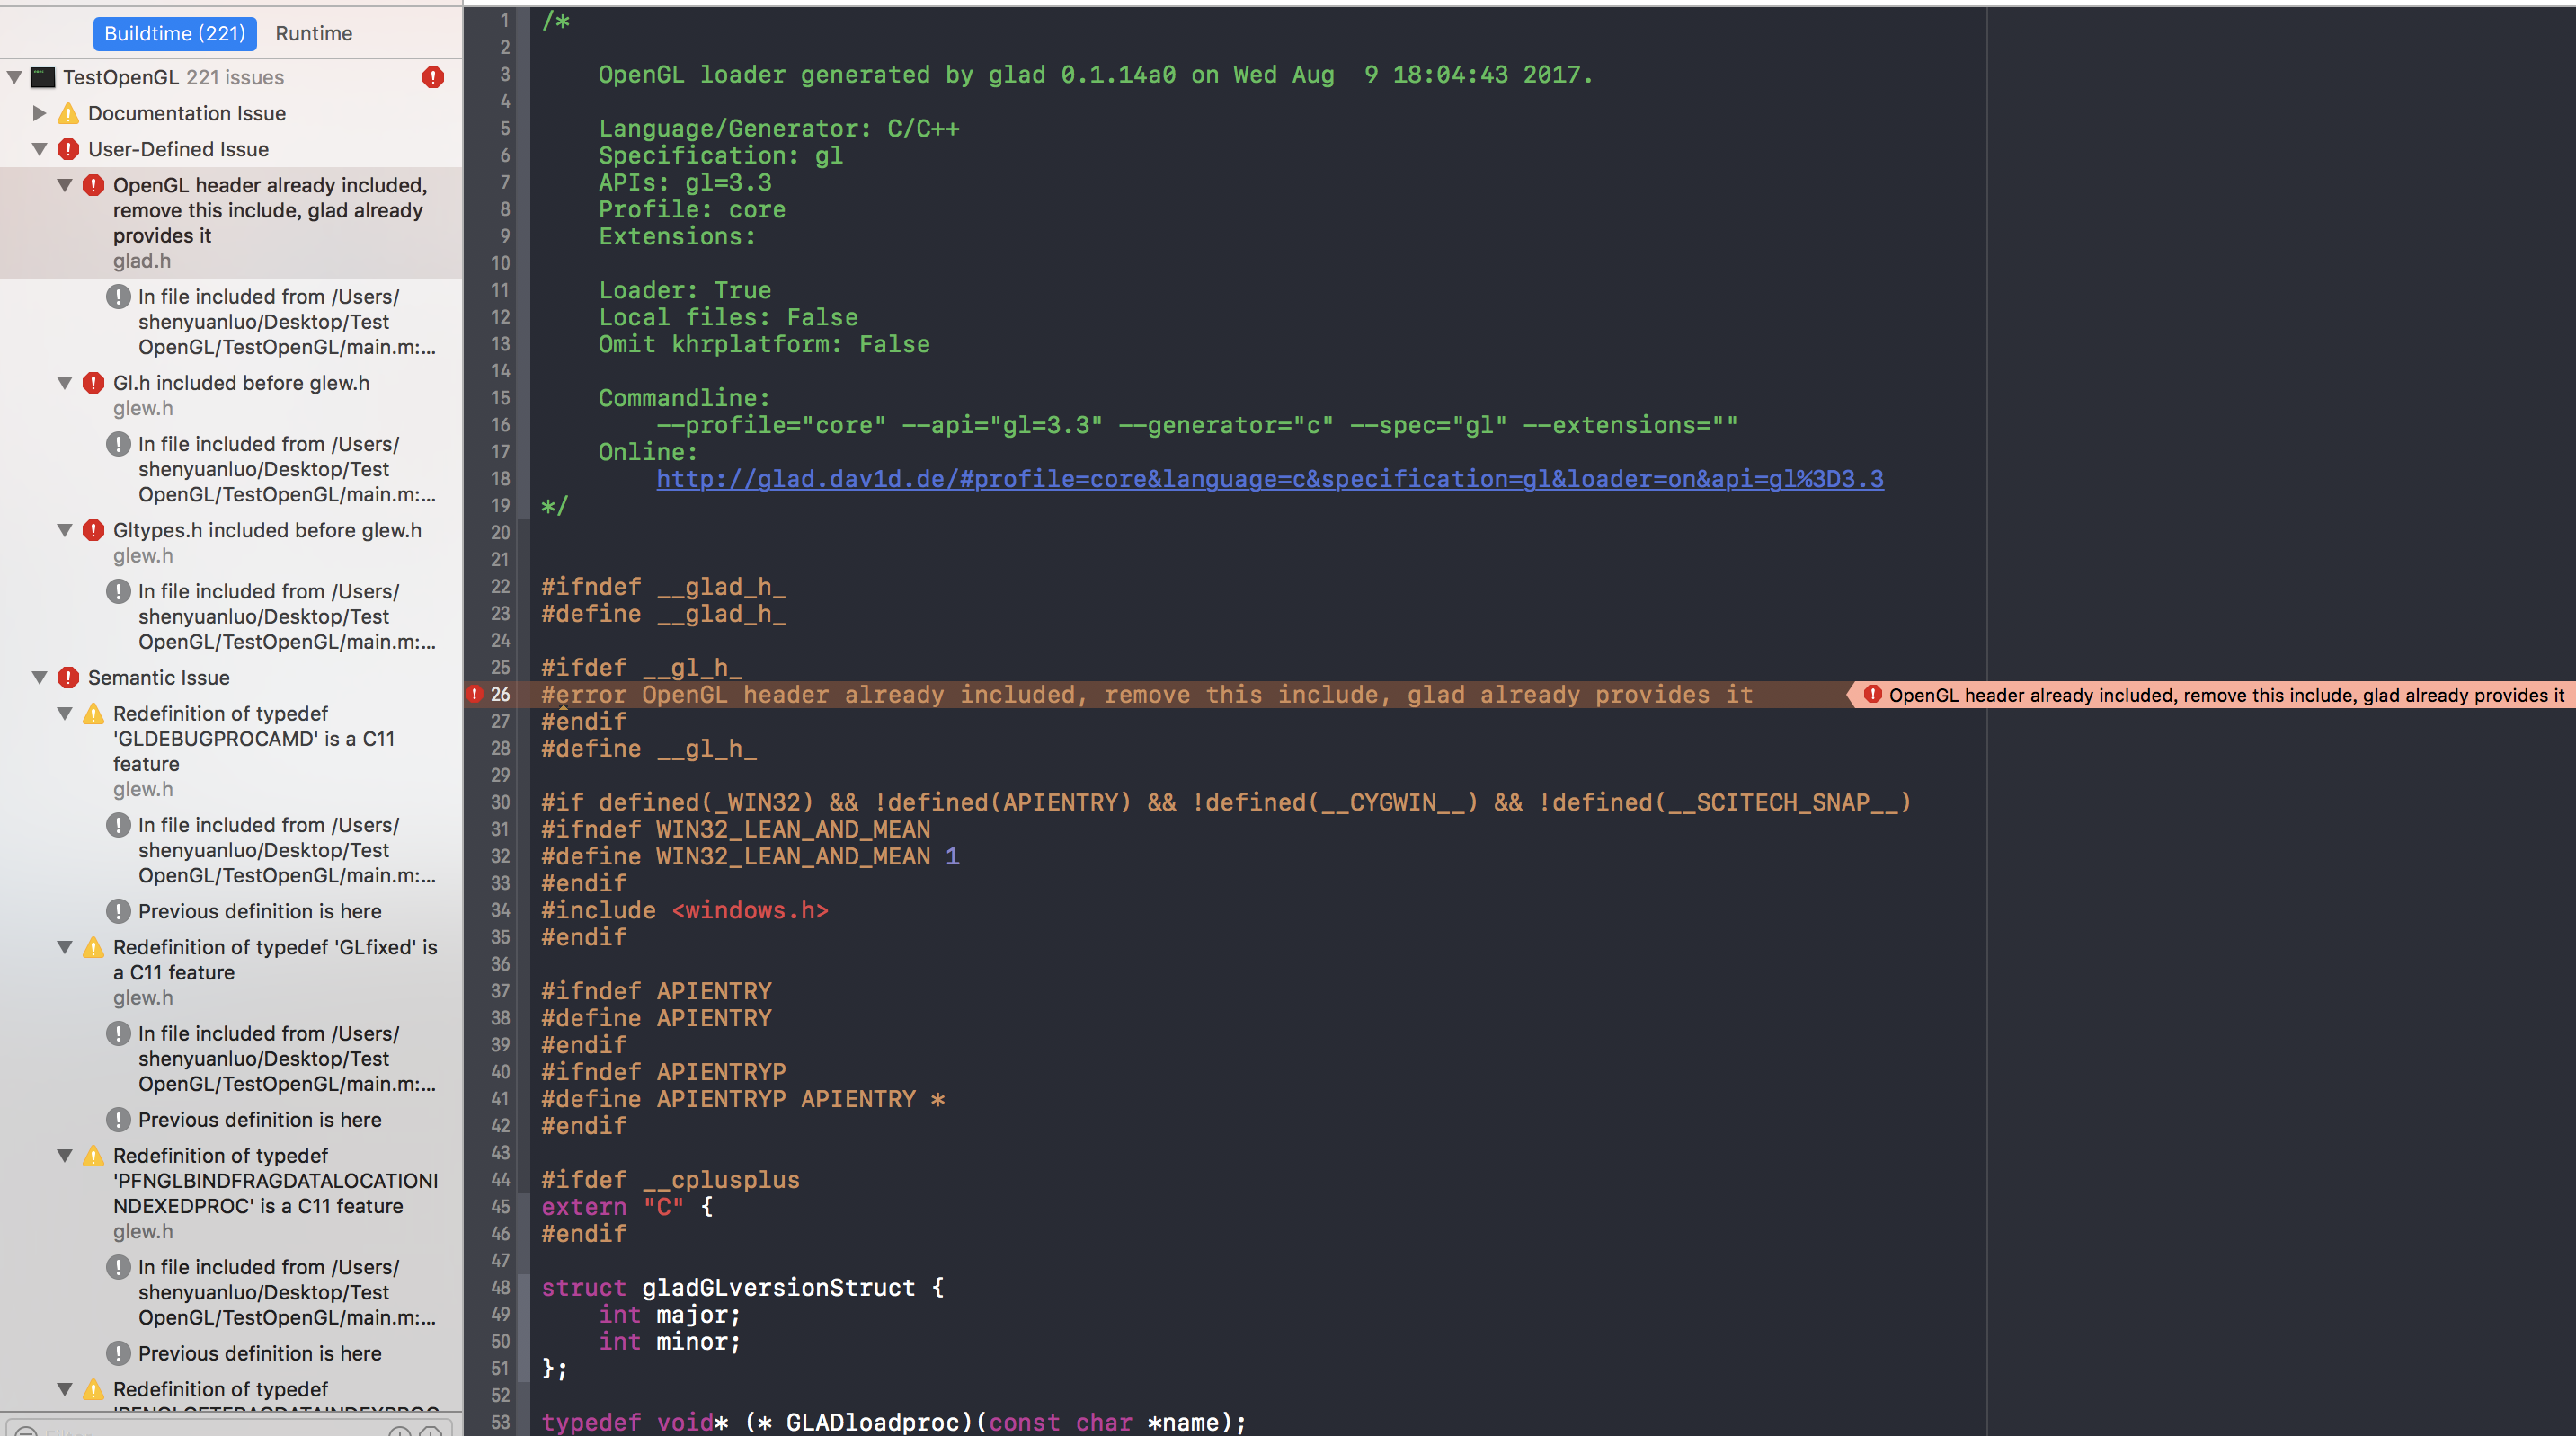 Buildtime (221) Runtime
TestOpenGL 221 issues
Documentation Issue
User-Defined Issue
OpenGL header already included,
remove this include, glad already
provides it
glad.h
In file included from /Users/
shenyuanluo/Desktop/Test
OpenGL/TestOpenGL/main.m:...
Gl.h included before glew.h
glew.h
In file included from /Users/
shenyuanluo/Desktop/Test
OpenGL/TestOpenGL/main.m:...
Gltypes.h included before glew.h
glew.h
In file included from /Users/
shenyuanluo/Desktop/Test
OpenGL/TestOpenGL/main.m:...
Semantic Issue
Redefinition of typedef
'GLDEBUGPROCAMD' is a C11
feature
glew.h
In file included from /Users/
shenyuanluo/Desktop/Test
OpenGL/TestOpenGL/main.m:...
Previous definition is here
Redefinition of typedef 'GLfixed' is
a C11 feature
glew.h
In file included from /Users/
shenyuanluo/Desktop/Test
OpenGL/TestOpenGL/main.m:...
Previous definition is here
Redefinition of typedef
'PFNGLBINDFRAGDATALOCATIONI
NDEXEDPROC' is a C11 feature
glew.h
In file included from /Users/
shenyuanluo/Desktop/Test
OpenGL/TestOpenGL/main.m:...
Previous definition is here
Redefinition of typedef
1 /*
2
3 OpenGL loader generated by glad 0.1.14a0 on Wed Aug  9 18:04:43 2017.
4
5 Language/Generator: C/C++
6 Specification: gl
7 APIs: gl=3.3
8 Profile: core
9 Extensions:
10
11 Loader: True
12 Local files: False
13 Omit khrplatform: False
14
15 Commandline:
16 --profile="core" --api="gl=3.3" --generator="c" --spec="gl" --extensions=""
17 Online:
18 http://glad.dav1d.de/#profile=core&language=c&specification=gl&loader=on&api=gl%3D3.3
19 */
20
21
22 #ifndef __glad_h_
23 #define __glad_h_
24
25 #ifdef __gl_h_
26 #error OpenGL header already included, remove this include, glad already provides it OpenGL header already included, remove this include, glad already provides it
27 #endif
28 #define __gl_h_
29
30 #if defined(_WIN32) && !defined(APIENTRY) && !defined(__CYGWIN__) && !defined(__SCITECH_SNAP__)
31 #ifndef WIN32_LEAN_AND_MEAN
32 #define WIN32_LEAN_AND_MEAN 1
33 #endif
34 #include <windows.h>
35 #endif
36
37 #ifndef APIENTRY
38 #define APIENTRY
39 #endif
40 #ifndef APIENTRYP
41 #define APIENTRYP APIENTRY *
42 #endif
43
44 #ifdef __cplusplus
45 extern "C" {
46 #endif
47
48 struct gladGLversionStruct {
49 int major;
50 int minor;
51 };
52
53 typedef void* (* GLADloadproc)(const char *name);